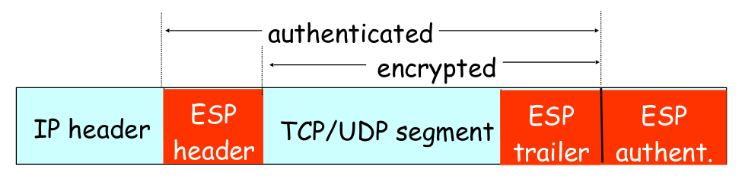 authenticated
encrypted
IP header
ESP
header
TCP/UDP segment
ESP
trailer
ESP
authent.